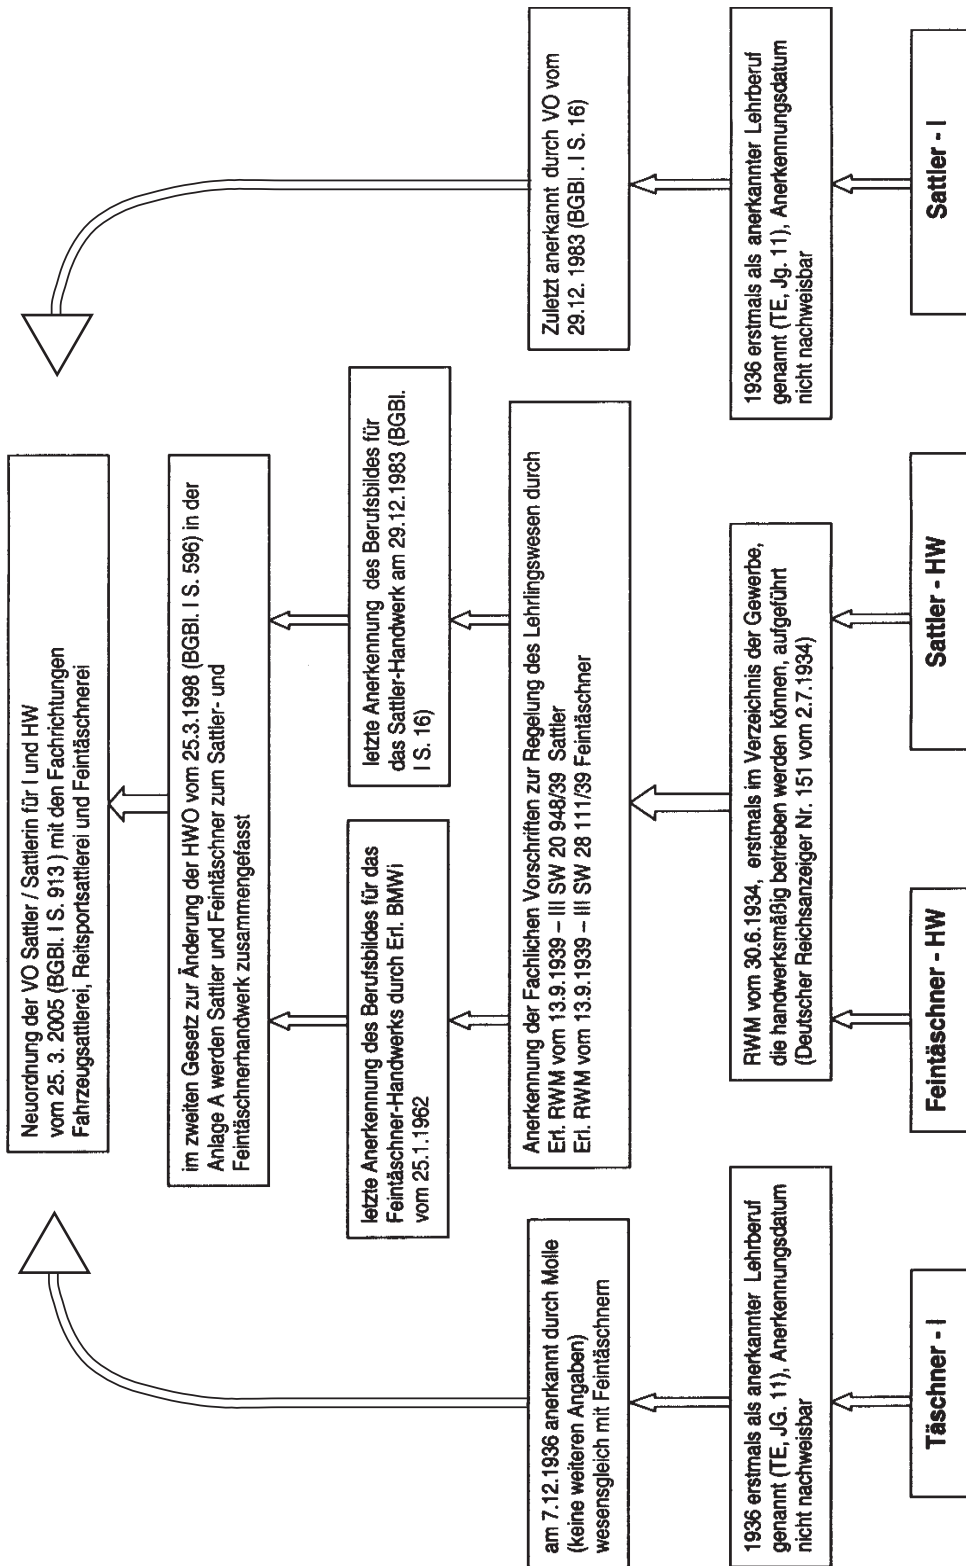 Neuordnung der VO Sattler / Sattlerin für I und HW
vom 25. 3. 2005 (BGBl. I S. 913 ) mit den Fachrichtungen
Fahrzeugsattlerei, Reitsportsattlerei und Feintäschnerei
im zweiten Gesetz zur Änderung der HWO vom 25.3.1998 (BGBl. I S. 596) in der
Anlage A werden Sattler und Feintäschner zum Sattler- und
Feintäschnerhandwerk zusammengefasst
letzte Anerkennung des Berufsbildes für das
Feintäschner-Handwerks durch Erl. BMWi
vom 25.1.1962
letzte Anerkennung des Berufsbildes für
das Sattler-Handwerk am 29.12.1983 (BGBl.
I S. 16)
am 7.12.1936 anerkannt durch Molle
(keine weiteren Angaben)
wesensgleich mit Feintäschnern
Anerkennung der Fachlichen Vorschriften zur Regelung des Lehrlingswesen durch
Erl. RWM vom 13.9.1939 – III SW 20 948/39 Sattler
Erl. RWM vom 13.9.1939 – III SW 28 111/39 Feintäschner
Zuletzt anerkannt durch VO vom
29.12. 1983 (BGBl . I S. 16)
1936 erstmals als anerkannter Lehrberuf
genannt (TE, JG. 11), Anerkennungsdatum
nicht nachweisbar
RWM vom 30.6.1934, erstmals im Verzeichnis der Gewerbe,
die handwerksmäßig betrieben werden können, aufgeführt
(Deutscher Reichsanzeiger Nr. 151 vom 2.7.1934)
1936 erstmals als anerkannter Lehrberuf
genannt (TE, Jg. 11), Anerkennungsdatum
nicht nachweisbar
Täschner - I
Feintäschner - HW
Sattler - HW
Sattler - I